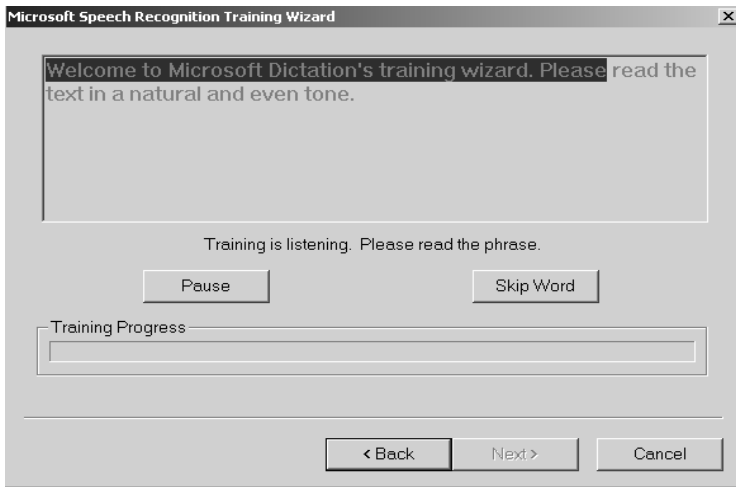 Microsoft Speech Recognition Training Wizard
Welcome to Microsoft Dictation's training wizard. Please read the
text in a natural and even tone.
Training is listening. Please read the phrase.
Pause
Skip Word
Training Progress
< Back
Next >
Cancel